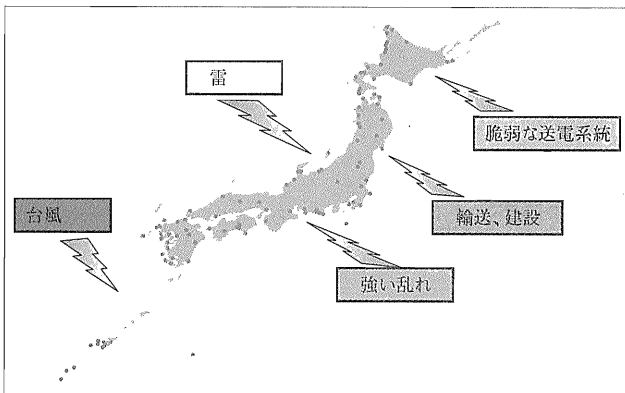 雷
脆弱な送電系統
台風
輸送、建設
強い乱れ